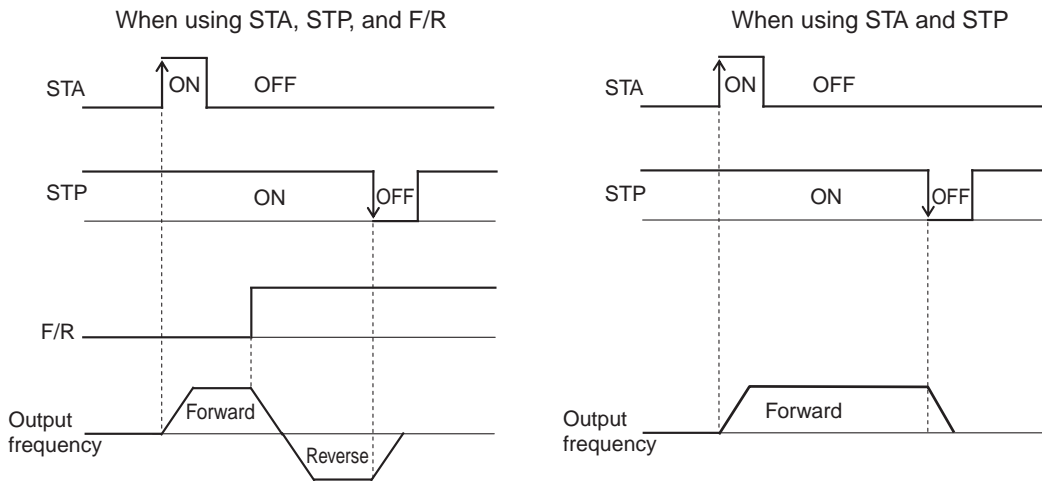 When using STA, STP, and F/R
STA
ON
OFF
STP
ON
OFF
F/R
Output
frequency
Forward
Reverse
When using STA and STP
STA
ON
OFF
STP
ON
OFF
Output
frequency
Forward